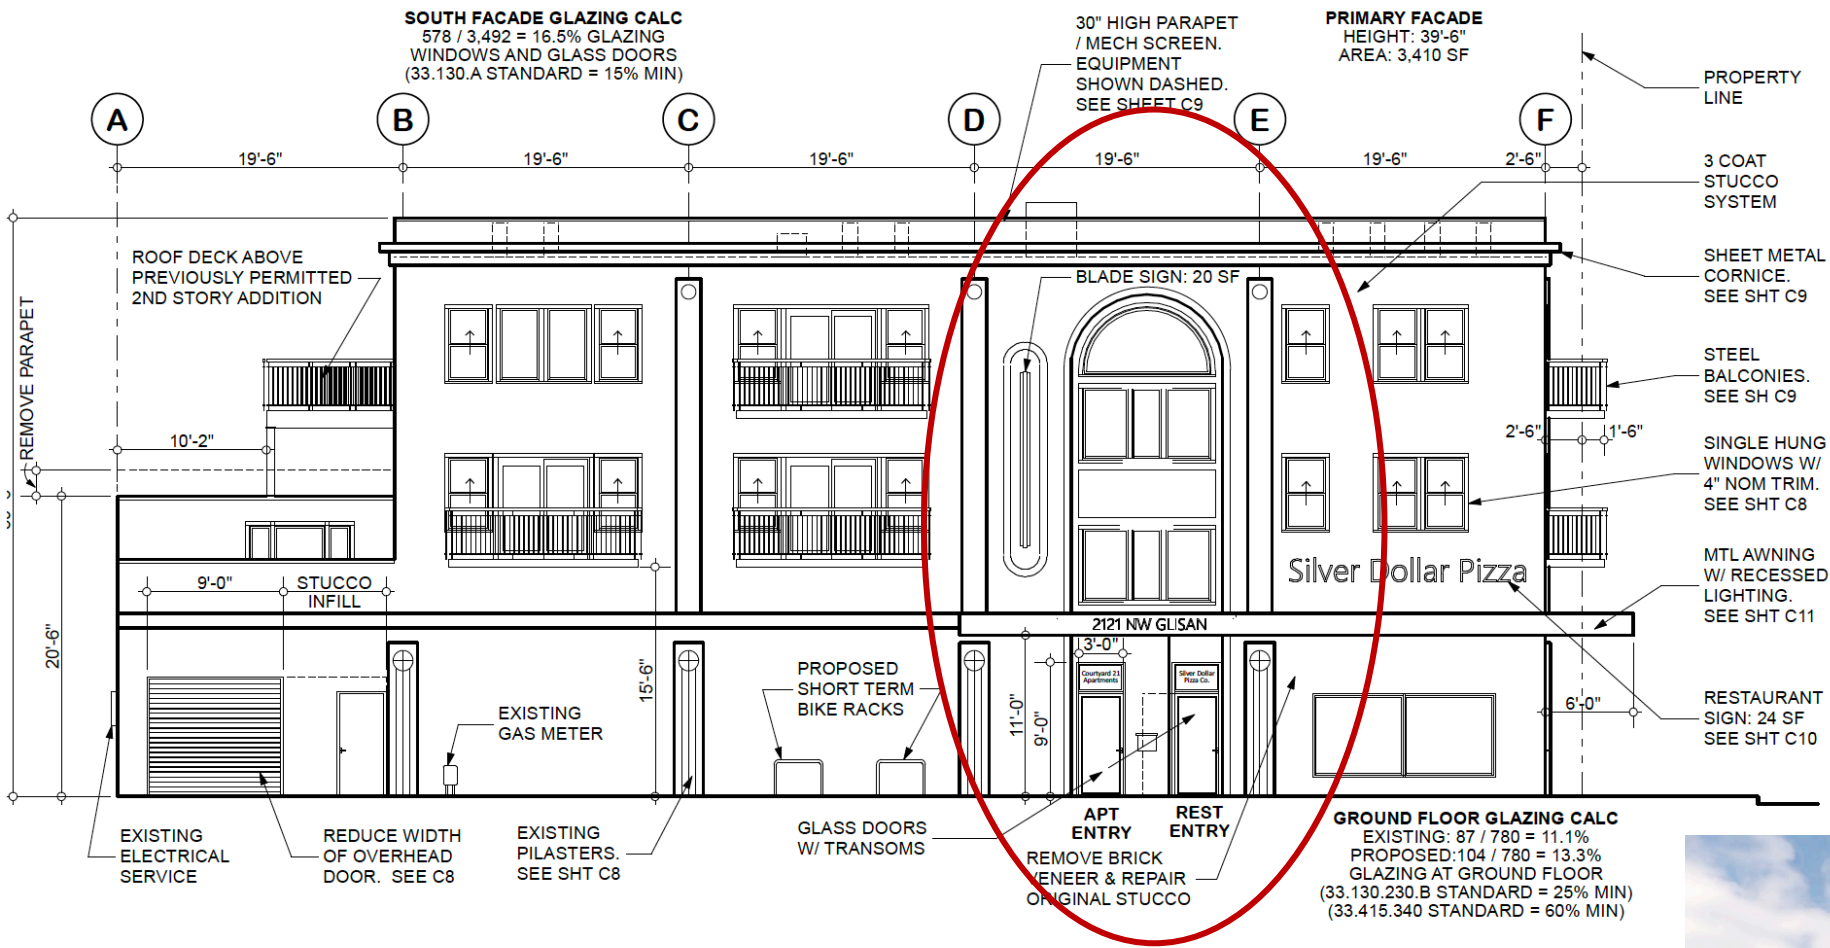 SOUTH FACADE GLAZING CALC
578 / 3,492 = 16.5% GLAZING
WINDOWS AND GLASS DOORS
(33.130.A STANDARD = 15% MIN)
30" HIGH PARAPET
/ MECH SCREEN.
EQUIPMENT
SHOWN DASHED.
SEE SHEET C9
PRIMARY FACADE
HEIGHT: 39'-6"
AREA: 3,410 SF
PROPERTY
LINE
A
B
C
D
E
F
19'-6"
19'-6"
19'-6"
19'-6"
19'-6"
2'-6"
3 COAT
STUCCO
SYSTEM
ROOF DECK ABOVE
PREVIOUSLY PERMITTED
2ND STORY ADDITION
BLADE SIGN: 20 SF
SHEET METAL
CORNICE.
SEE SHT C9
REMOVE PARAPET
STEEL
BALCONIES.
SEE SH C9
10'-2"
2'-6"
1'-6"
SINGLE HUNG
WINDOWS W/
4" NOM TRIM.
SEE SHT C8
Silver Dollar Pizza
MTL AWNING
W/ RECESSED
LIGHTING.
SEE SHT C11
9'-0"
STUCCO
INFILL
2121 NW GLISAN
20'-6"
15'-6"
11'-0"
9'-0"
3'-0"
Courtyard 21
Apartments
Silver Dollar
Pizza Co.
PROPOSED
SHORT TERM
BIKE RACKS
EXISTING
GAS METER
6'-0"
RESTAURANT
SIGN: 24 SF
SEE SHT C10
EXISTING
ELECTRICAL
SERVICE
REDUCE WIDTH
OF OVERHEAD
DOOR. SEE C8
EXISTING
PILASTERS.
SEE SHT C8
GLASS DOORS
W/ TRANSOMS
APT
ENTRY
REST
ENTRY
REMOVE BRICK
VENEER & REPAIR
ORIGINAL STUCCO
GROUND FLOOR GLAZING CALC
EXISTING: 87 / 780 = 11.1%
PROPOSED:104 / 780 = 13.3%
GLAZING AT GROUND FLOOR
(33.130.230.B STANDARD = 25% MIN)
(33.415.340 STANDARD = 60% MIN)